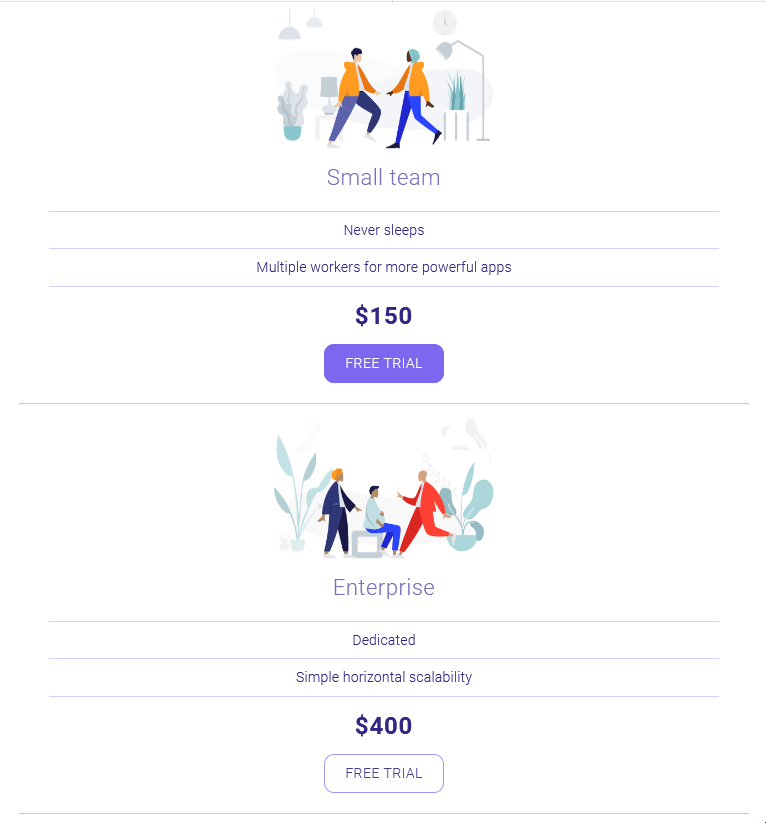 Small team
Never sleeps
Multiple workers for more powerful apps
$150
FREE TRIAL
Enterprise
Dedicated
Simple horizontal scalability
$400
FREE TRIAL